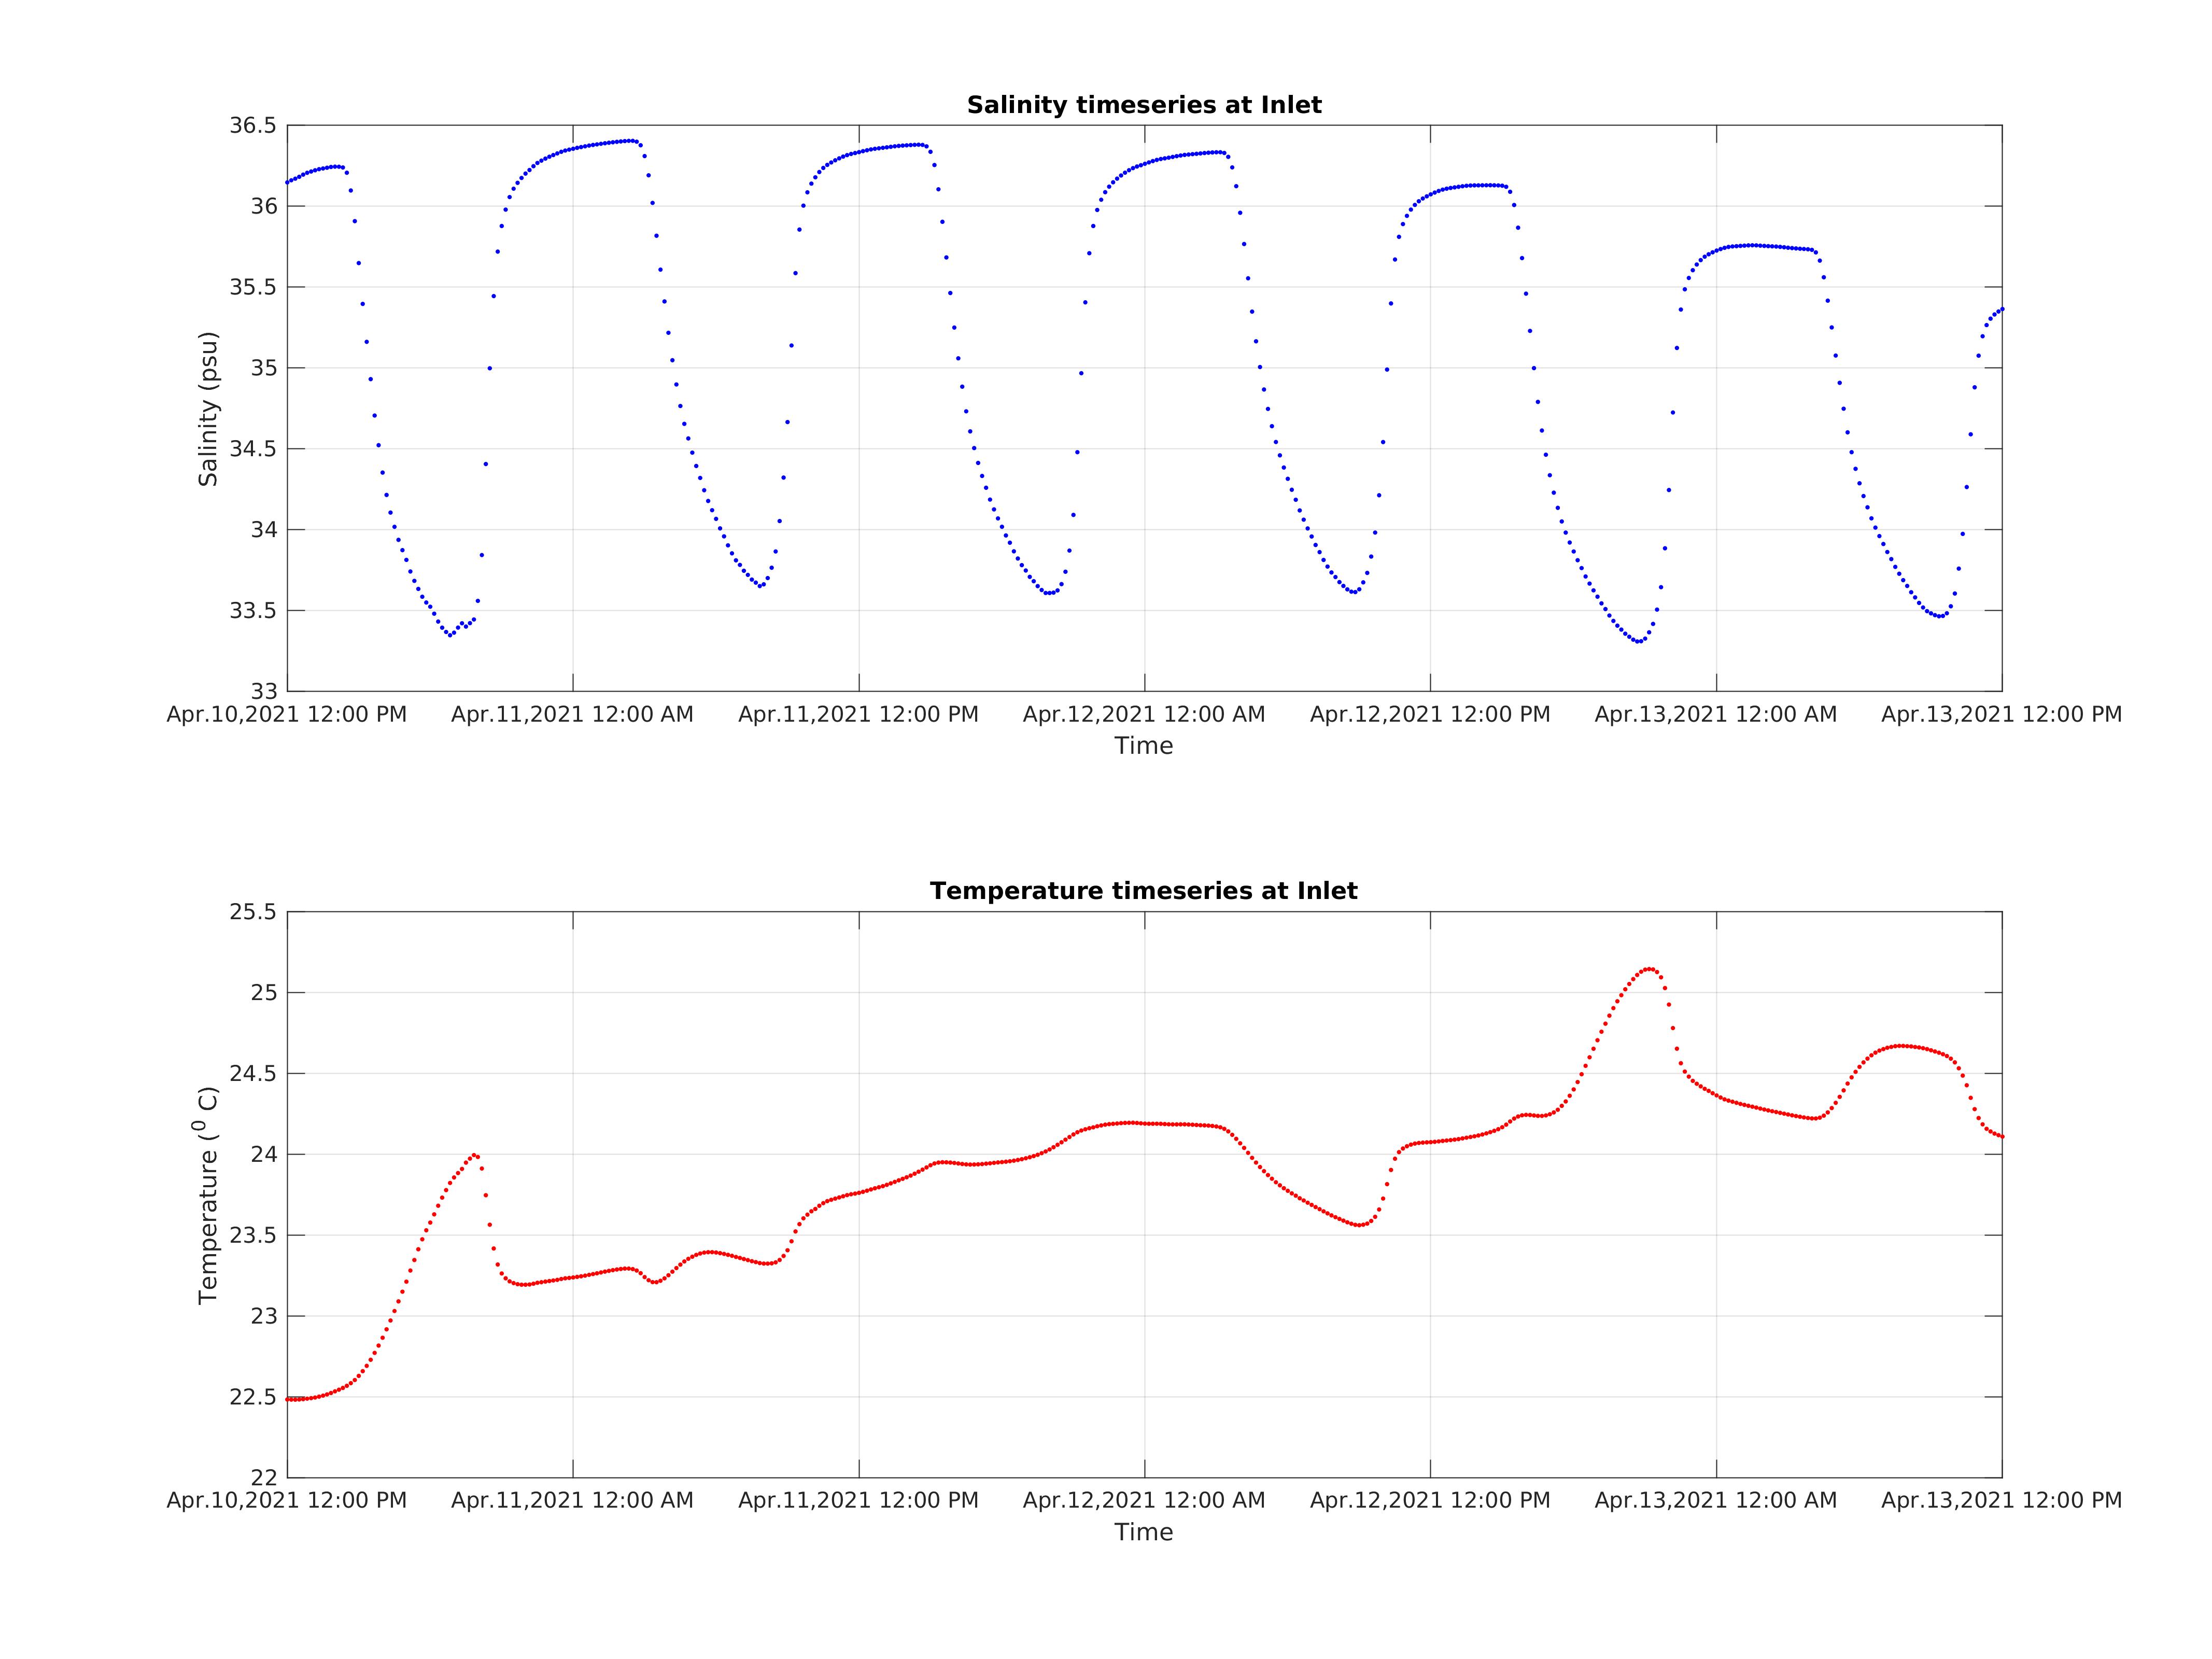 Salinity timeseries at Inlet
36.5
36
35.5
35
34.5
34
33.5
33
Salinity (psu)
Apr.10,2021 12:00 PM Apr.11,2021 12:00 AM Apr.11,2021 12:00 PM Apr.12,2021 12:00 AM Apr.12,2021 12:00 PM Apr.13,2021 12:00 AM Apr.13,2021 12:00 PM
Time
Temperature timeseries at Inlet
25.5
25
24.5
24
23.5
23
22.5
22
Temperature (⁰ C)
Apr.10,2021 12:00 PM Apr.11,2021 12:00 AM Apr.11,2021 12:00 PM Apr.12,2021 12:00 AM Apr.12,2021 12:00 PM Apr.13,2021 12:00 AM Apr.13,2021 12:00 PM
Time